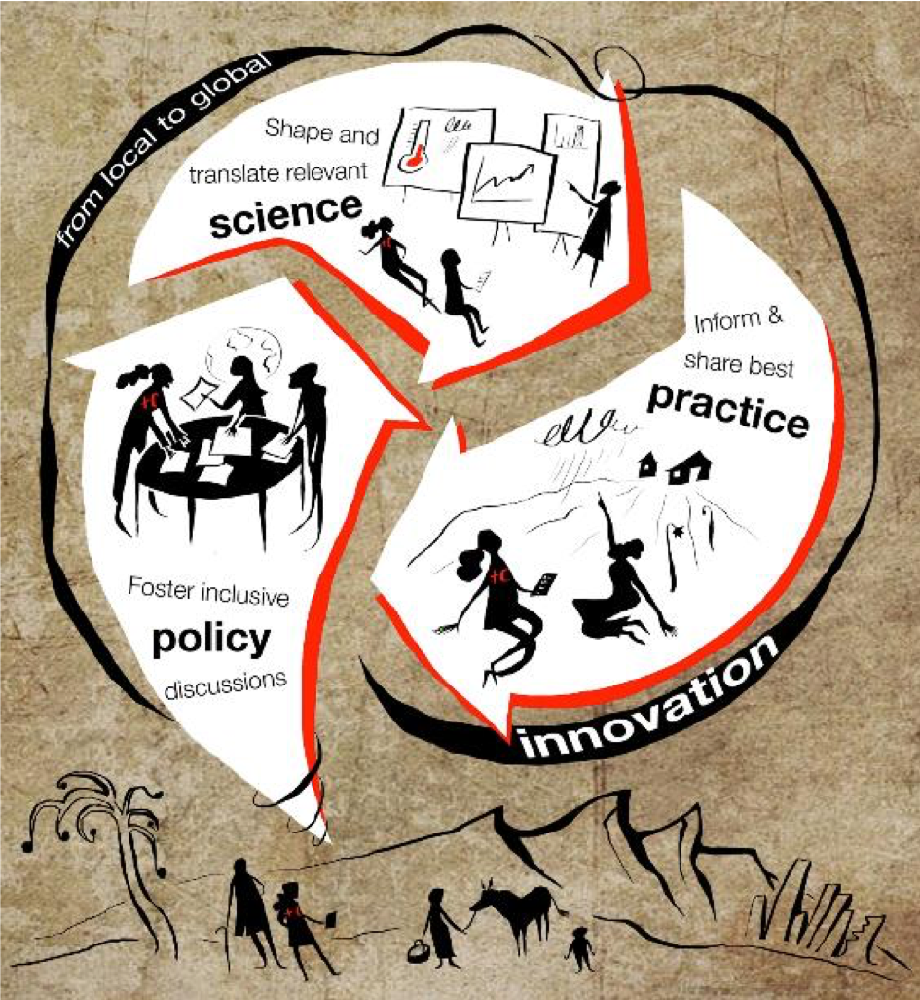 from local to global
Shape and
translate relevant
science
Inform &
share best
practice
Foster inclusive
policy
discussions
innovation
+C
+C
+C
+C